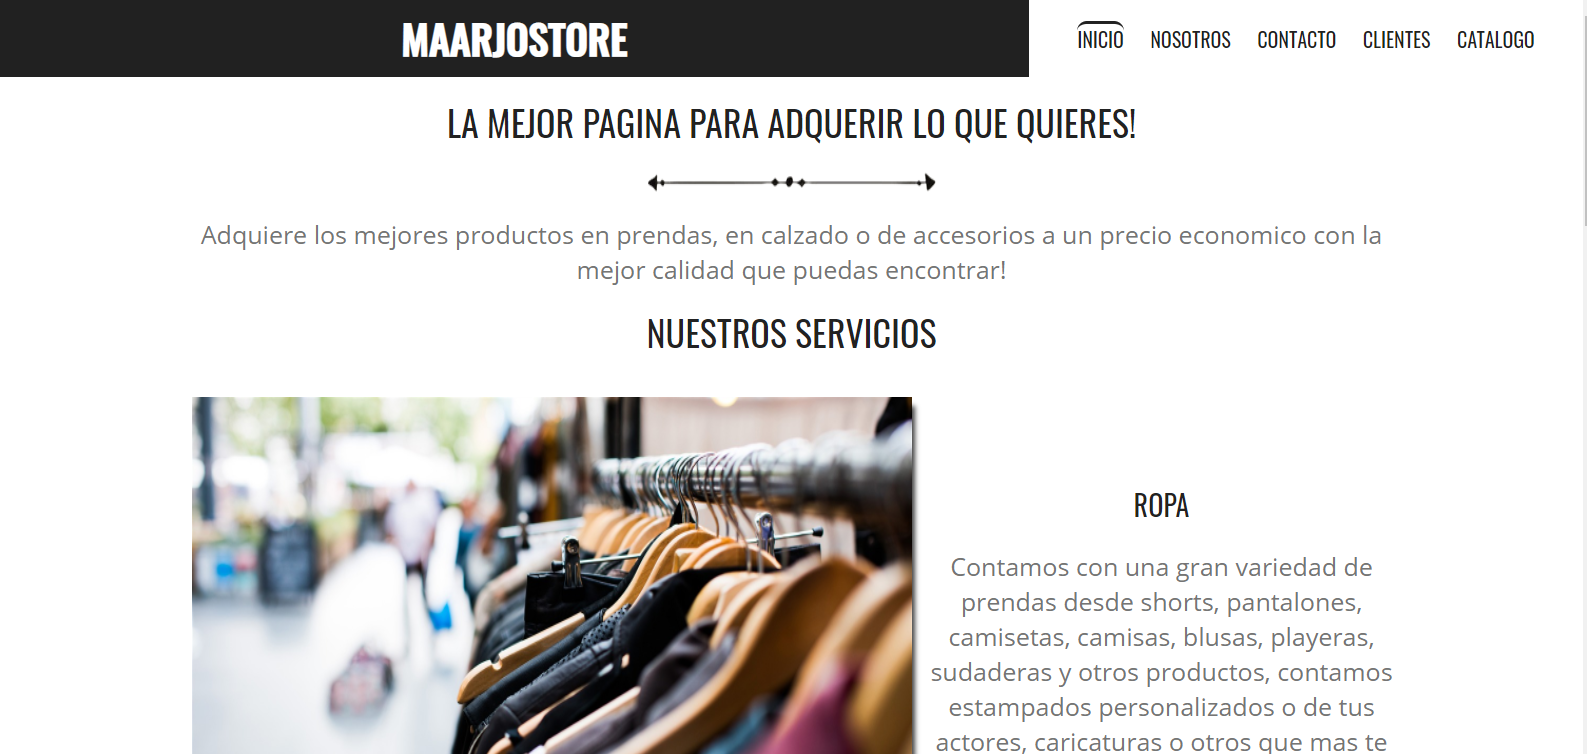 MAARJOSTORE
INICIO NOSOTROS CONTACTO CLIENTES CATALOGO
LA MEJOR PAGINA PARA ADQUERIR LO QUE QUIERES!
Adquiere los mejores productos en prendas, en calzado o de accesorios a un precio economico con la
mejor calidad que puedas encontrar!
NUESTROS SERVICIOS
ROPA
Contamos con una gran variedad de
prendas desde shorts, pantalones,
camisetas, camisas, blusas, playeras,
sudaderas y otros productos, contamos
estampados personalizados o de tus
actores, caricaturas o otros que mas te